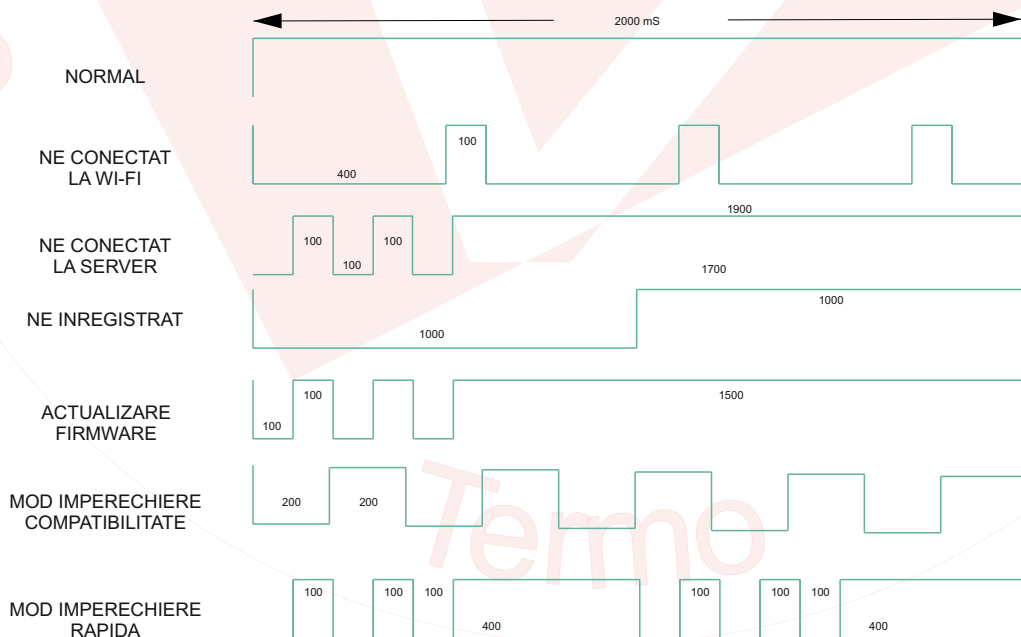 2000 mS
NORMAL
NE CONECTAT
LA WI-FI
400
100
NE CONECTAT
LA SERVER
100
100
100
1900
NE INREGISTRAT
1000
1700
1000
ACTUALIZARE
FIRMWARE
100
100
1500
MOD IMPERECHIERE
COMPATIBILITATE
200
200
Termo
MOD IMPERECHIERE
RAPIDA
100
100
100
400
100
100
100
400